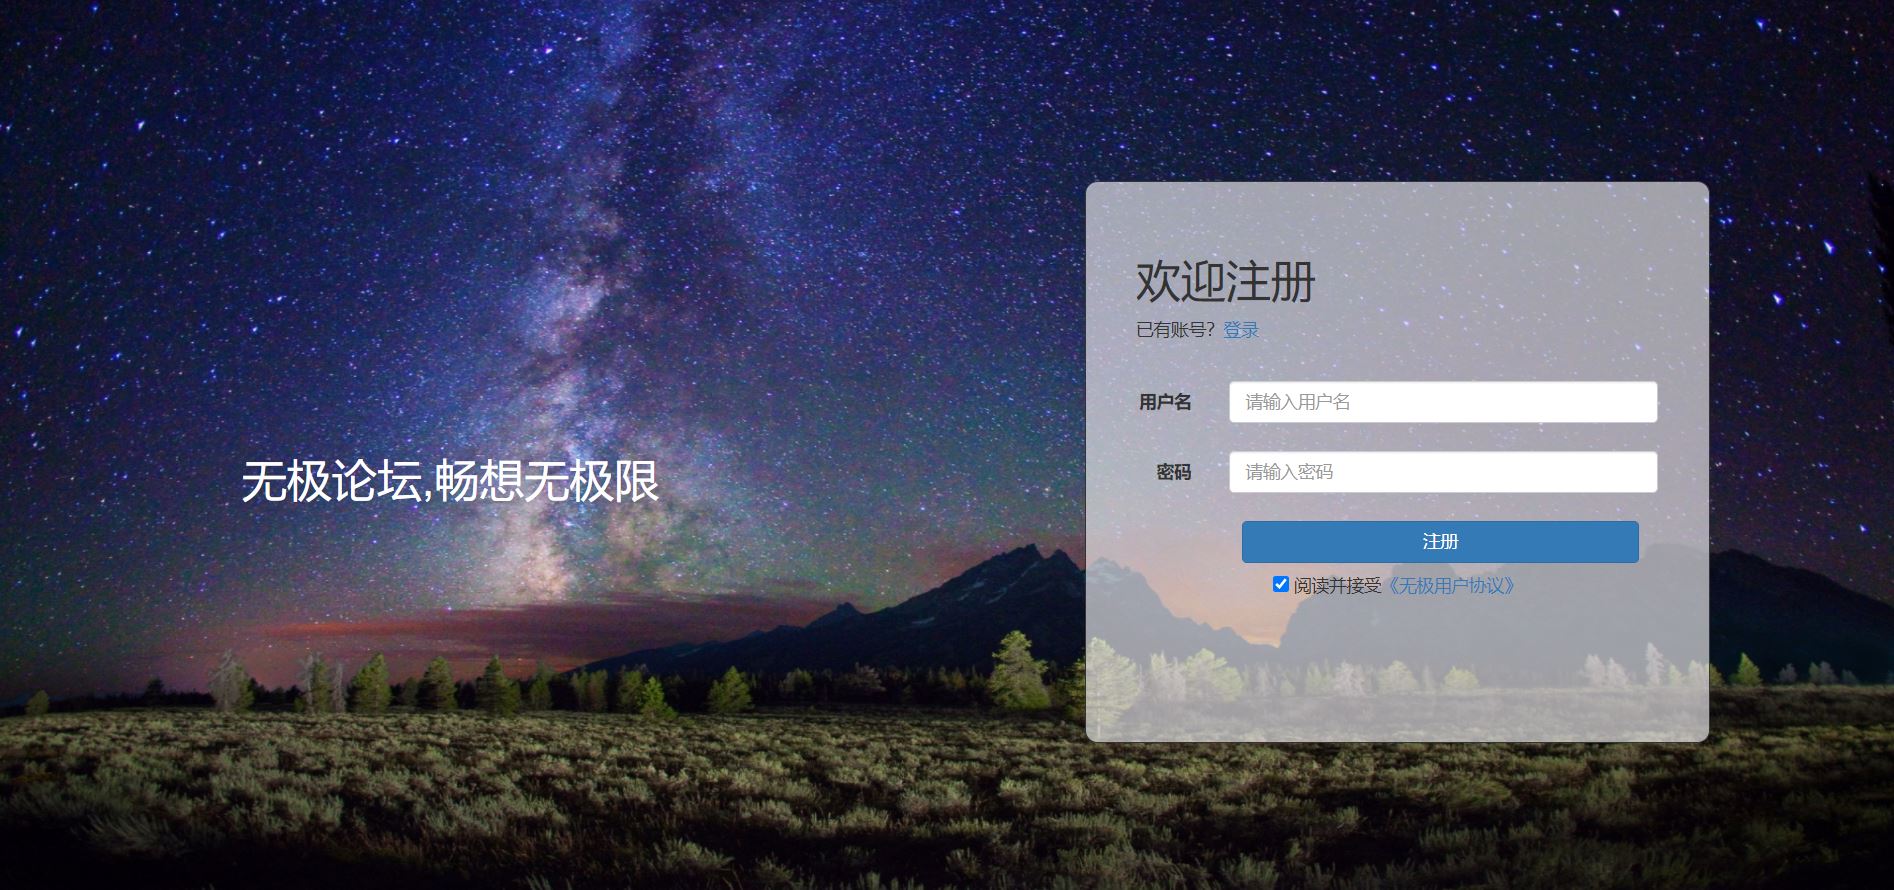 无极论坛,畅想无极限
欢迎注册
已有账号? 登录
用户名 请输入用户名
密码 请输入密码
注册
阅读并接受《无极用户协议》